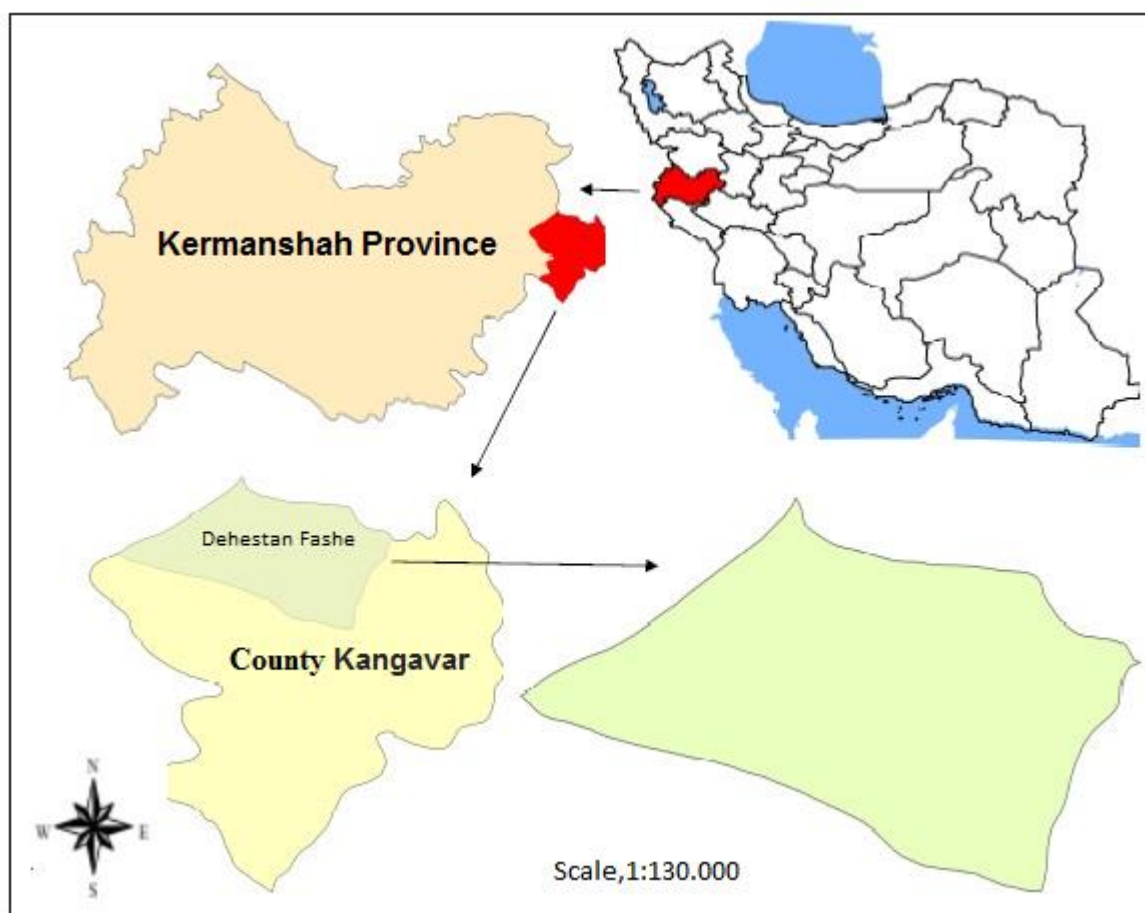 Kermanshah Province
Dehestan Fashe
County Kangavar
N
W E
S
Scale,1:130.000